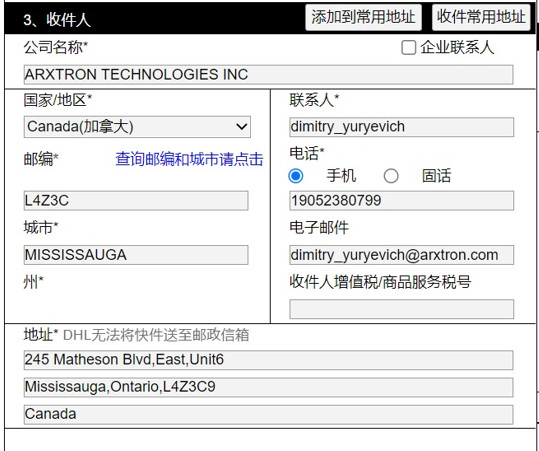 3、收件人
添加到常用地址
收件常用地址
公司名称*
企业联系人
ARXTRON TECHNOLOGIES INC
国家/地区*
Canada(加拿大)
邮编*
查询邮编和城市请点击
L4Z3C
城市*
MISSISSAUGA
州*
联系人*
dimitry_yuryevich
电话*
手机
固话
19052380799
电子邮件
dimitry_yuryevich@arxtron.com
收件人增值税/商品服务税号
地址* DHL无法将快件送至邮政信箱
245 Matheson Blvd,East,Unit6
Mississauga,Ontario,L4Z3C9
Canada